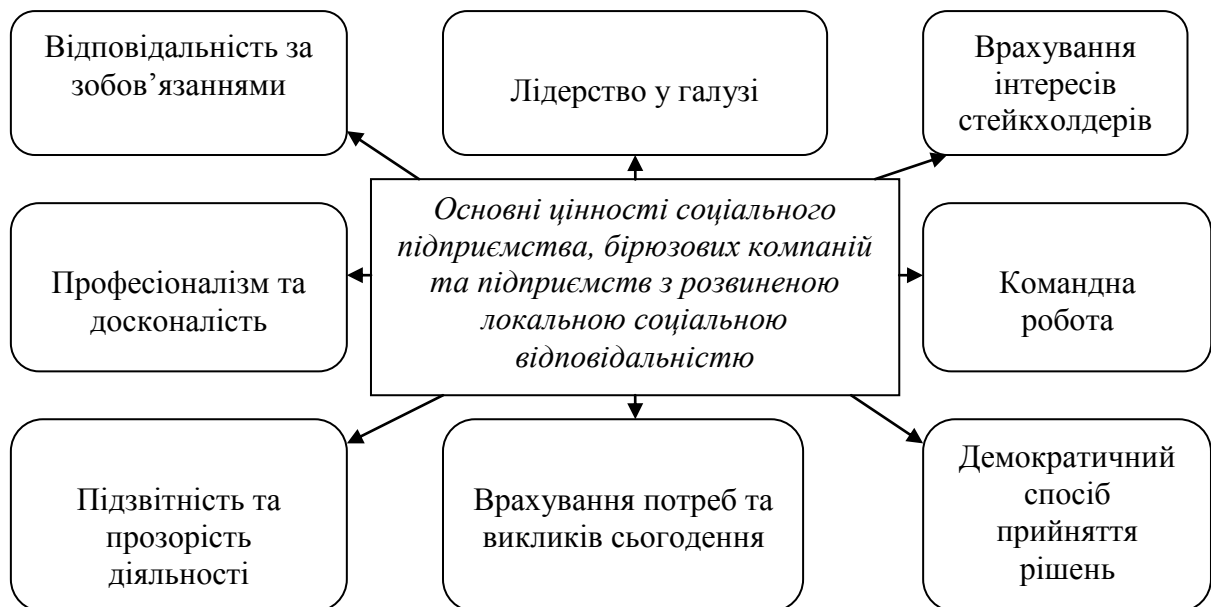 Відповідальність за
зобов’язаннями
Лідерство у галузі
Врахування
інтересів
стейкхолдерів
Основні цінності соціального
підприємства, бірюзових компаній
та підприємств з розвиненою
локальною соціальною
відповідальністю
Професіоналізм та
досконалість
Командна
робота
Підзвітність та
прозорість
діяльності
Врахування потреб та
викликів сьогодення
Демократичний
спосіб
прийняття
рішень